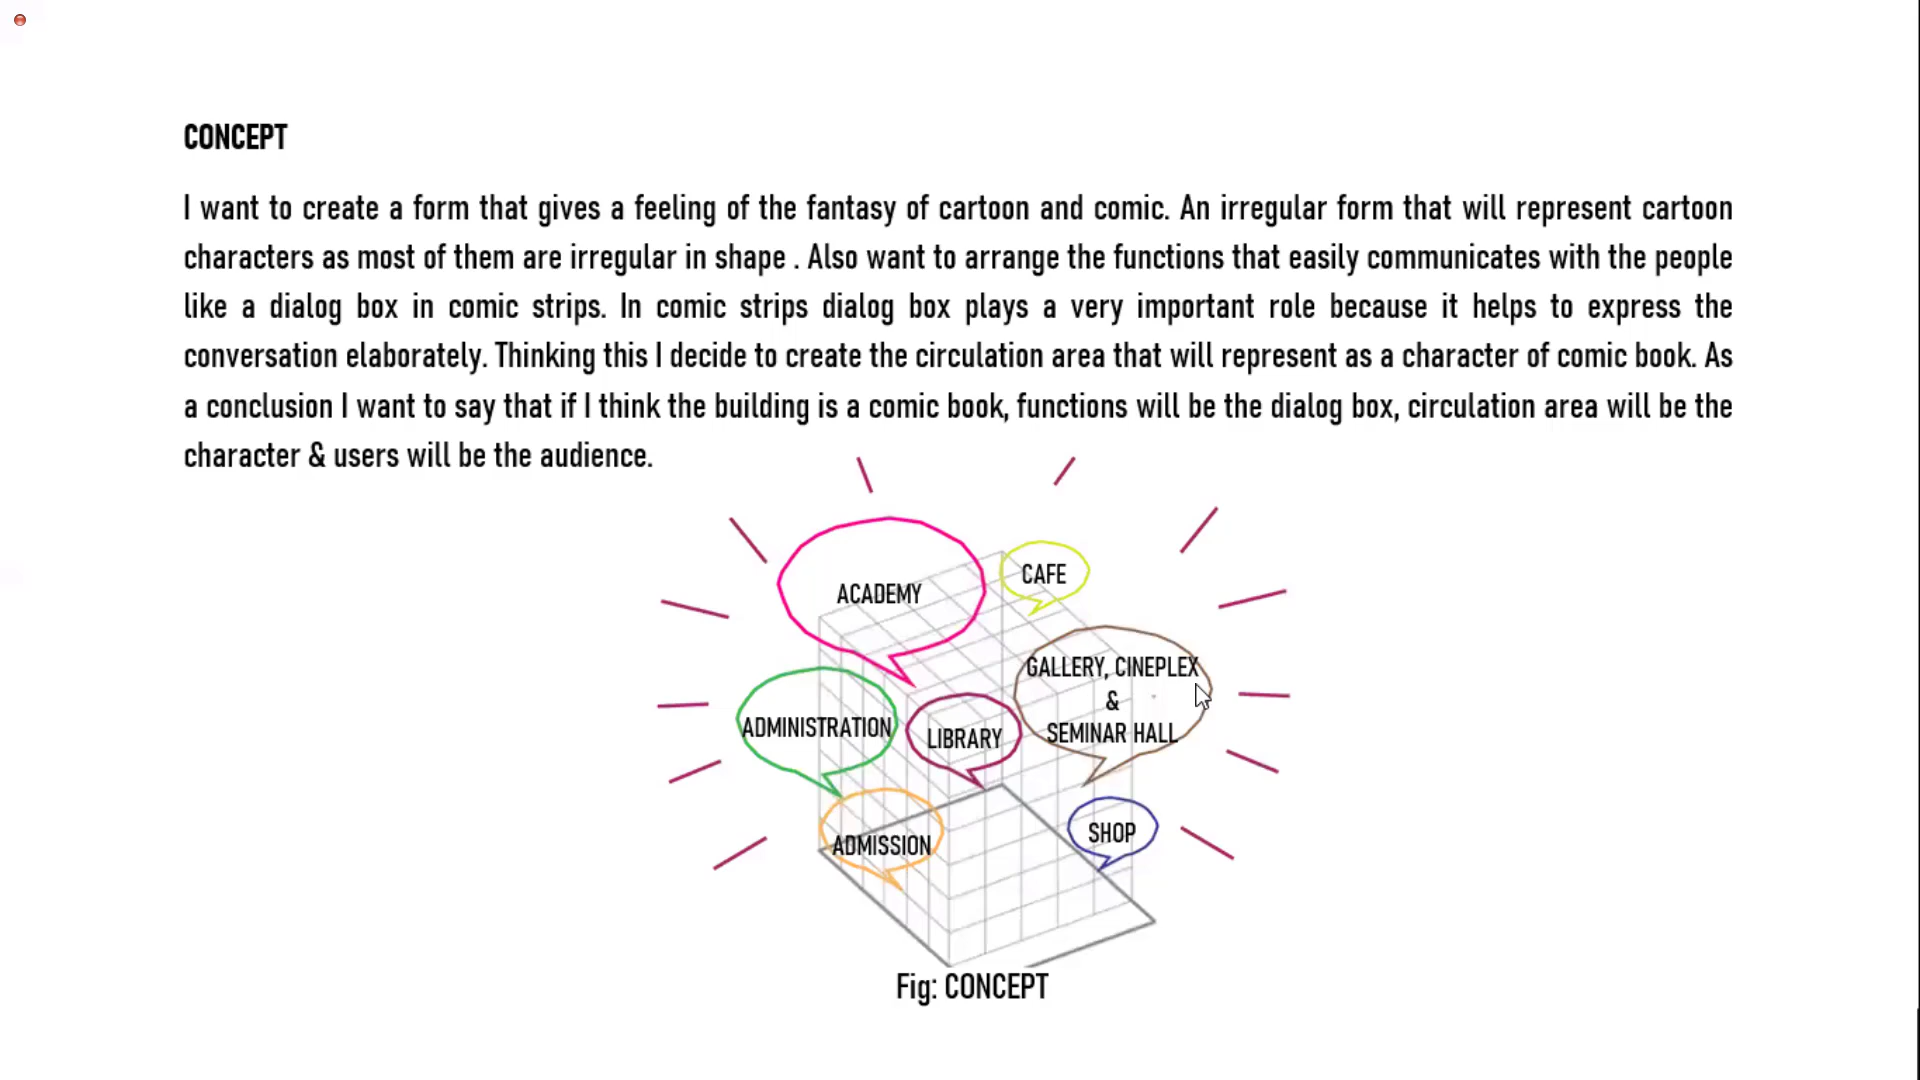 CONCEPT
I want to create a form that gives a feeling of the fantasy of cartoon and comic. An irregular form that will represent cartoon
characters as most of them are irregular in shape . Also want to arrange the functions that easily communicates with the people
like a dialog box in comic strips. In comic strips dialog box plays a very important role because it helps to express the
conversation elaborately. Thinking this I decide to create the circulation area that will represent as a character of comic book. As
a conclusion I want to say that if I think the building is a comic book, functions will be the dialog box, circulation area will be the
character & users will be the audience.
CAFE
ACADEMY
GALLERY, CINEPLEX
&
SEMINAR HALL
ADMINISTRATION
LIBRARY
SHOP
ADMISSION
Fig: CONCEPT